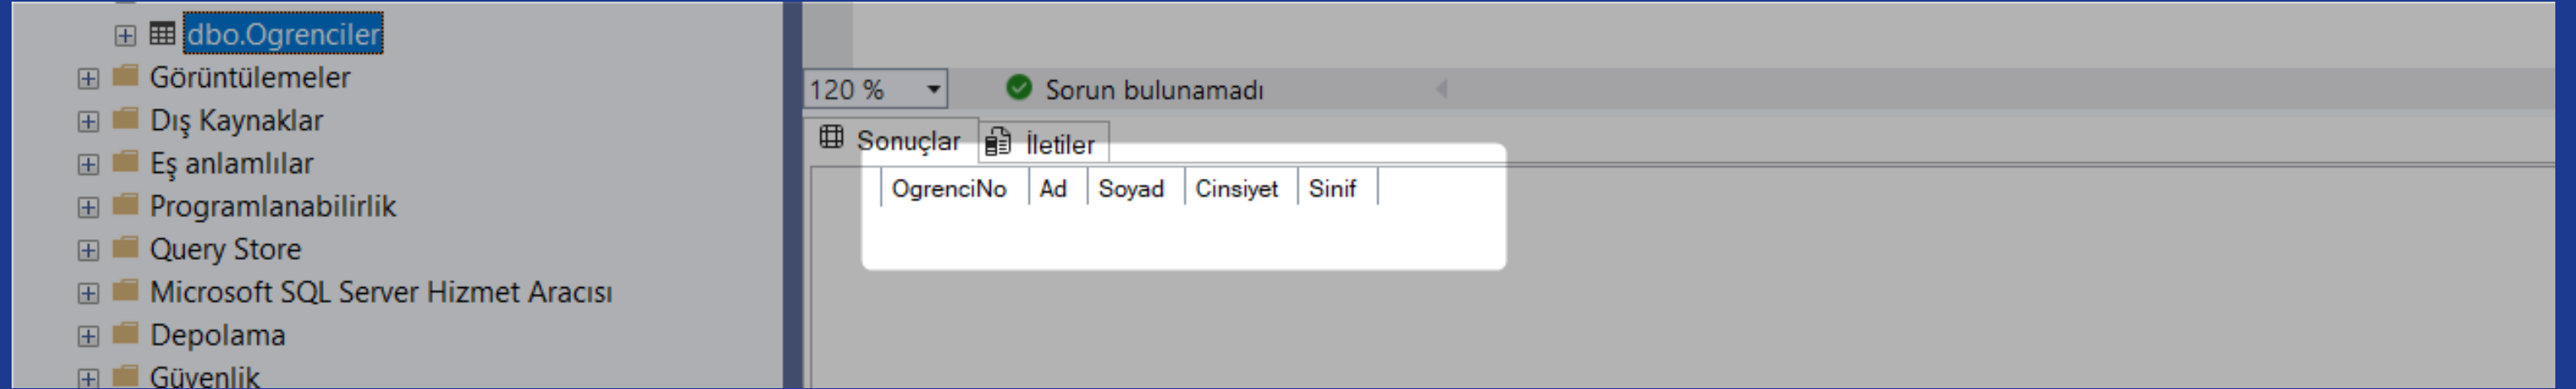 dbo.Ogrenciler
Görüntülemeler
Dış Kaynaklar
Eş anlamlılar
Programlanabilirlik
Query Store
Microsoft SQL Server Hizmet Aracısı
Depolama
Güvenlik
120 %
Sorun bulunamadı
Sonuçlar İletiler
OgrenciNo Ad Soyad Cinsiyet Sinif